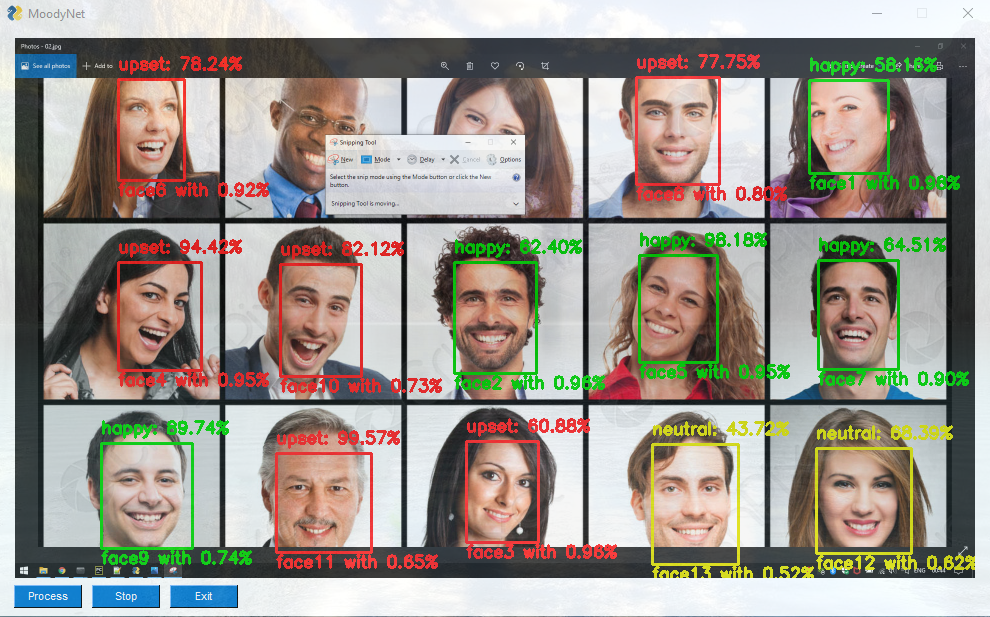 MoodyNet
Photos - 02.jpg
See all photos
Add to
upset: 78.24%
upset: 77.75%
happy: 58.16%
Snipping Tool
New Mode Delay Cancel Options
Select the snip mode using the Mode button or click the New
button.
Snipping Tool is moving...
face6 with 0.92%
face8 with 0.80%
face1 with 0.98%
upset: 94.42%
upset: 82.12%
happy: 62.40%
happy: 98.18%
happy: 64.51%
face4 with 0.95%
face10 with 0.73%
face2 with 0.96%
face5 with 0.95%
face7 with 0.90%
happy: 89.74%
upset: 99.57%
upset: 60.88%
neutral: 43.72%
neutral: 68.39%
face9 with 0.74%
face11 with 0.65%
face3 with 0.96%
face13 with 0.52%
face12 with 0.62%
ENG
Process Stop Exit